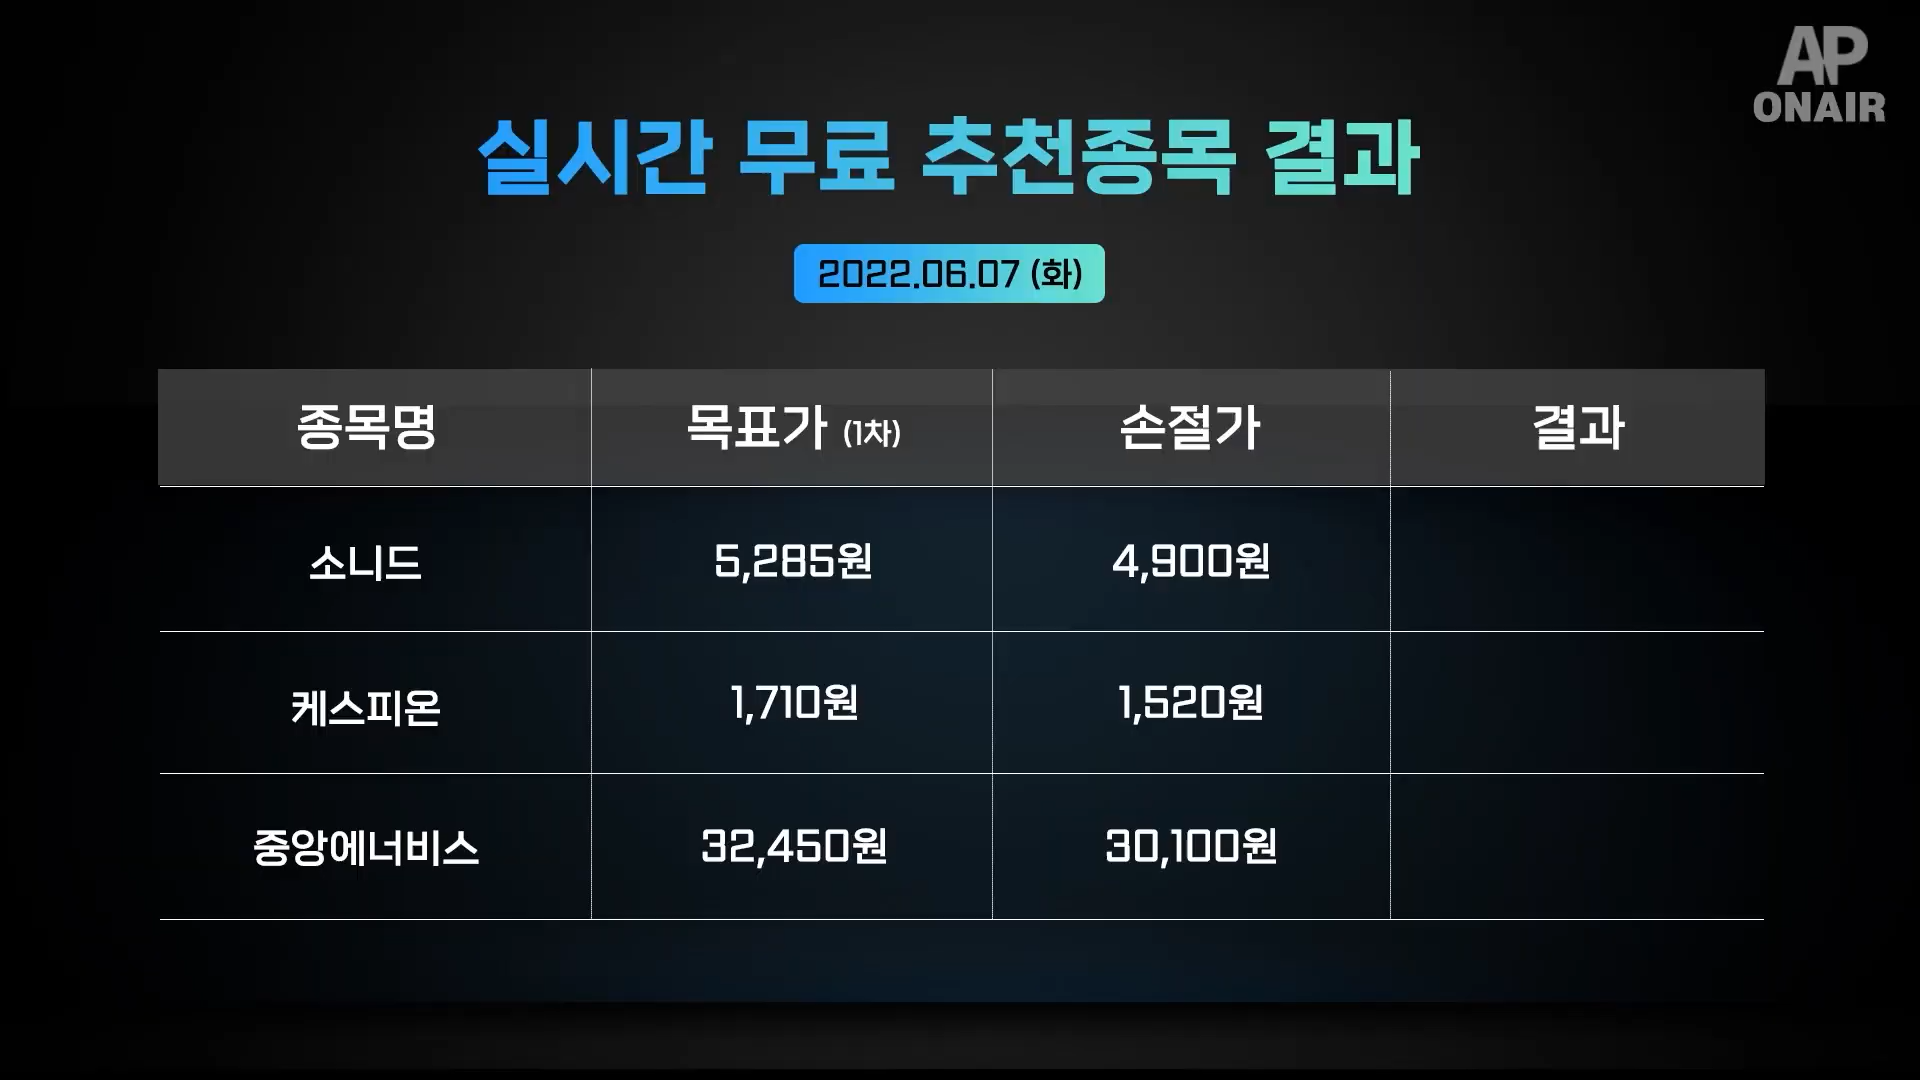 AP
ONAIR
실시간 무료 추천종목 결과
2022.06.07 (화)
종목명 목표가 (1차) 손절가 결과
소니드 5,285원 4,900원
케스피온 1,710원 1,520원
중앙에너비스 32,450원 30,100원